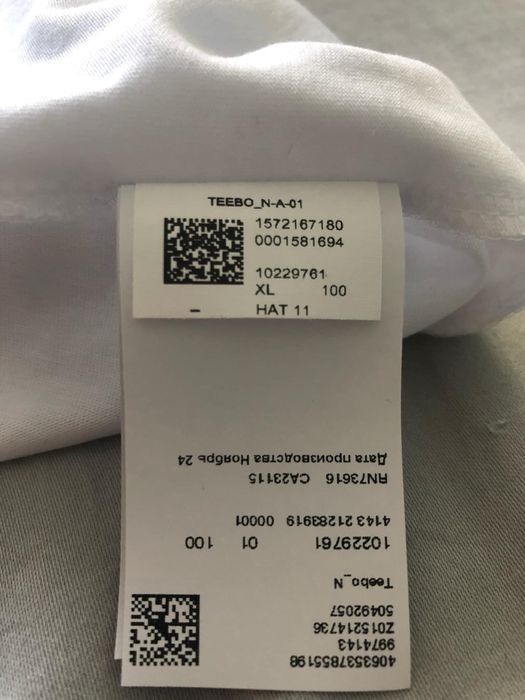 TEEBO_N-A-01
1572167180
0001581694
10229761
XL 100
HAT 11
-
4063537855198
9974143
Z015214736
50492057
Teebo_N
10229761 01 100
4143 21283919 00001
RN73616 CA23115
Дата производства Ноябрь 24